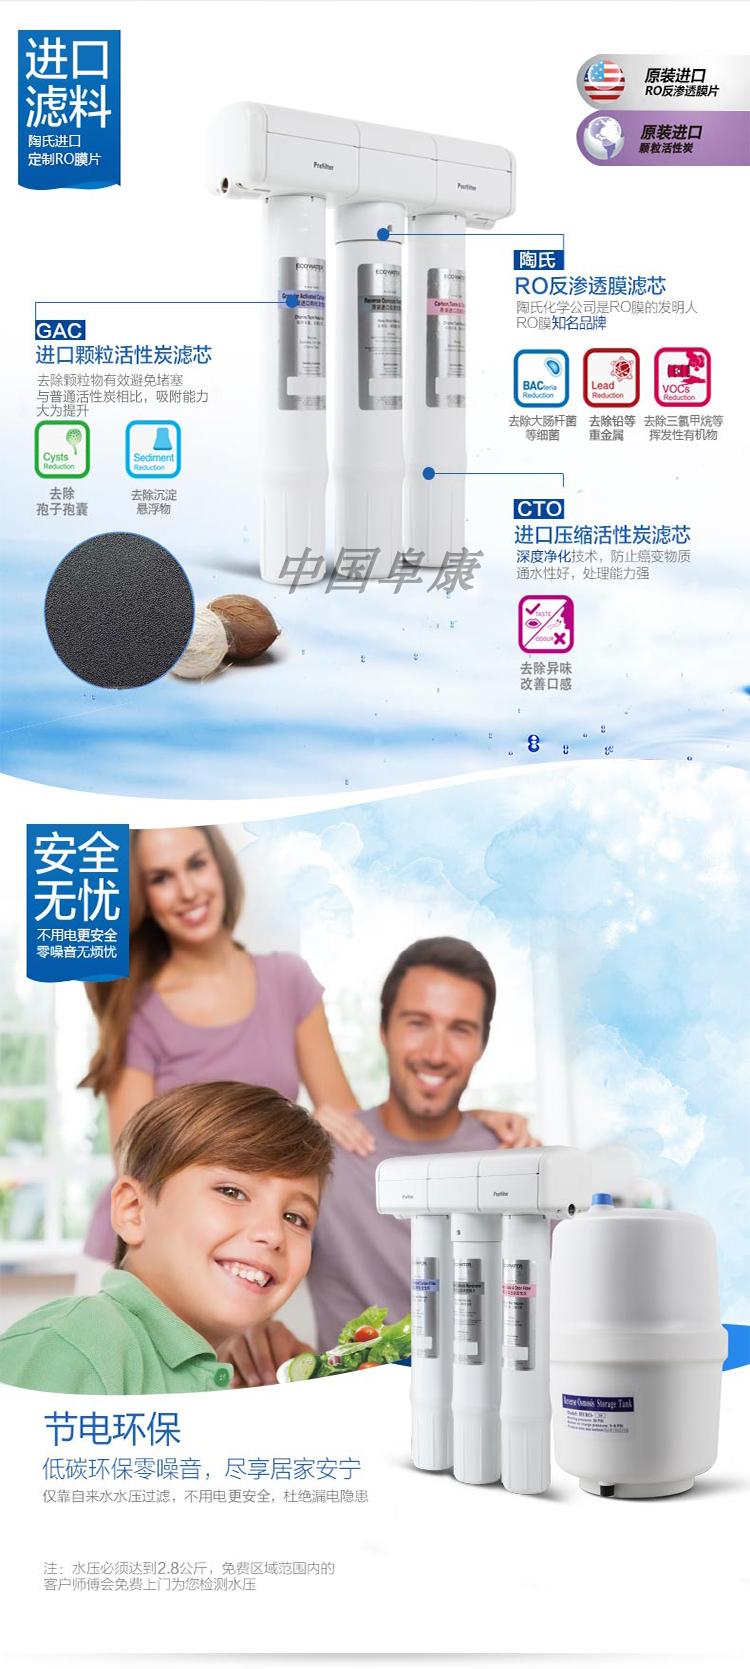 进口
滤料
陶氏进口
定制RO膜片
原装进口
RO反渗透膜片
原装进口
颗粒活性炭
Prefilter
Postfilter
ECOWATER
ECOWATER
ECOWATER
陶氏
RO反渗透膜滤芯
陶氏化学公司是RO膜的发明人
RO膜知名品牌
BACteria
Reduction
Lead
Reduction
VOCs
Reduction
去除大肠杆菌
等细菌
去除铅等
重金属
去除三氯甲烷等
挥发性有机物
GAC
进口颗粒活性炭滤芯
去除颗粒物有效避免堵塞
与普通活性炭相比，吸附能力
大为提升
Cysts
Reduction
Sediment
Reduction
去除
孢子孢囊
去除沉淀
悬浮物
CTO
进口压缩活性炭滤芯
深度净化技术，防止癌变物质
通水性好，处理能力强
TASTE
ODOUR
去除异味
改善口感
中国阜康
安全
无忧
不用电更安全
零噪音无烦忧
Postfilter
Reverse Osmosis Storage Tank
节电环保
低碳环保零噪音，尽享居家安宁
仅靠自来水水压过滤，不用电更安全，杜绝漏电隐患
注：水压必须达到2.8公斤，免费区域范围内的
客户师傅会免费上门为您检测水压